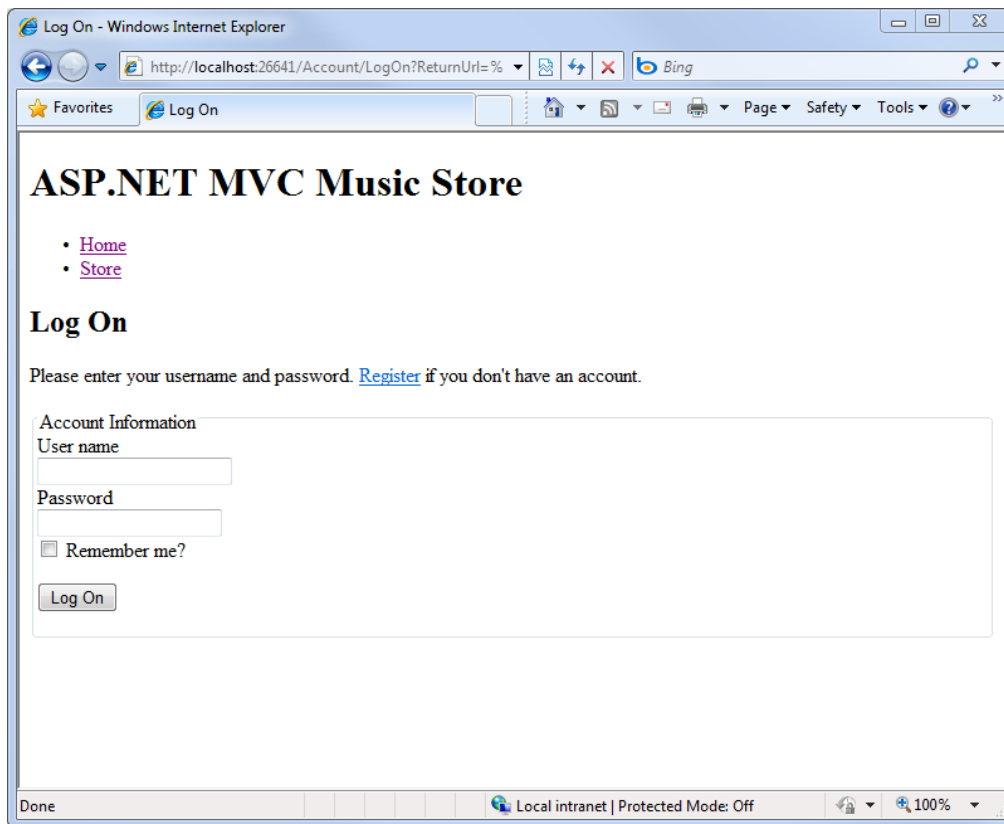 Log On - Windows Internet Explorer
http://localhost:26641/Account/LogOn?ReturnUrl=%
Bing
Favorites
Log On
Page
Safety
Tools
»
ASP.NET MVC Music Store
• Home
• Store
Log On
Please enter your username and password. Register if you don't have an account.
Account Information
User name
Password
Remember me?
Log On
Done
Local intranet | Protected Mode: Off
100%